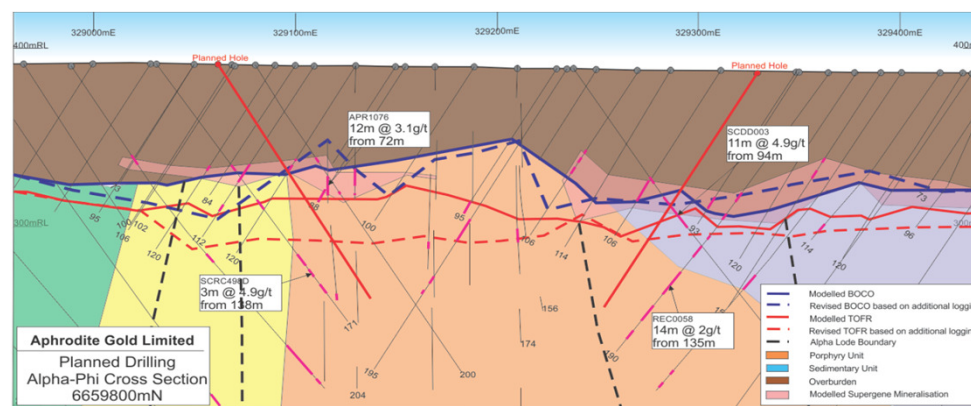 329000mE
329100mE
329200mE
329300mE
329400mE
400mRL
400
Planned Hole
Planned Hole
APR1076
12m @ 3.1g/t
from 72m
SCDD003
11m @ 4.9g/t
from 94m
73
84
98
95
100
95
93
73
300mRL
300mRL
100/102
106
112
120
120
106
114
106
120
114
96
SCRC498D
3m @ 4.9g/t
from 138m
171
156
174
195
200
204
190
REC0058
14m @ 2g/t
from 135m
Aphrodite Gold Limited
Planned Drilling
Alpha-Phi Cross Section
6659800mN
Modelled BOCO
Revised BOCO based on additional loggi
Modelled TOFR
Revised TOFR based on additional loggin
Alpha Lode Boundary
Porphyry Unit
Sedimentary Unit
Overburden
Modelled Supergene Mineralisation